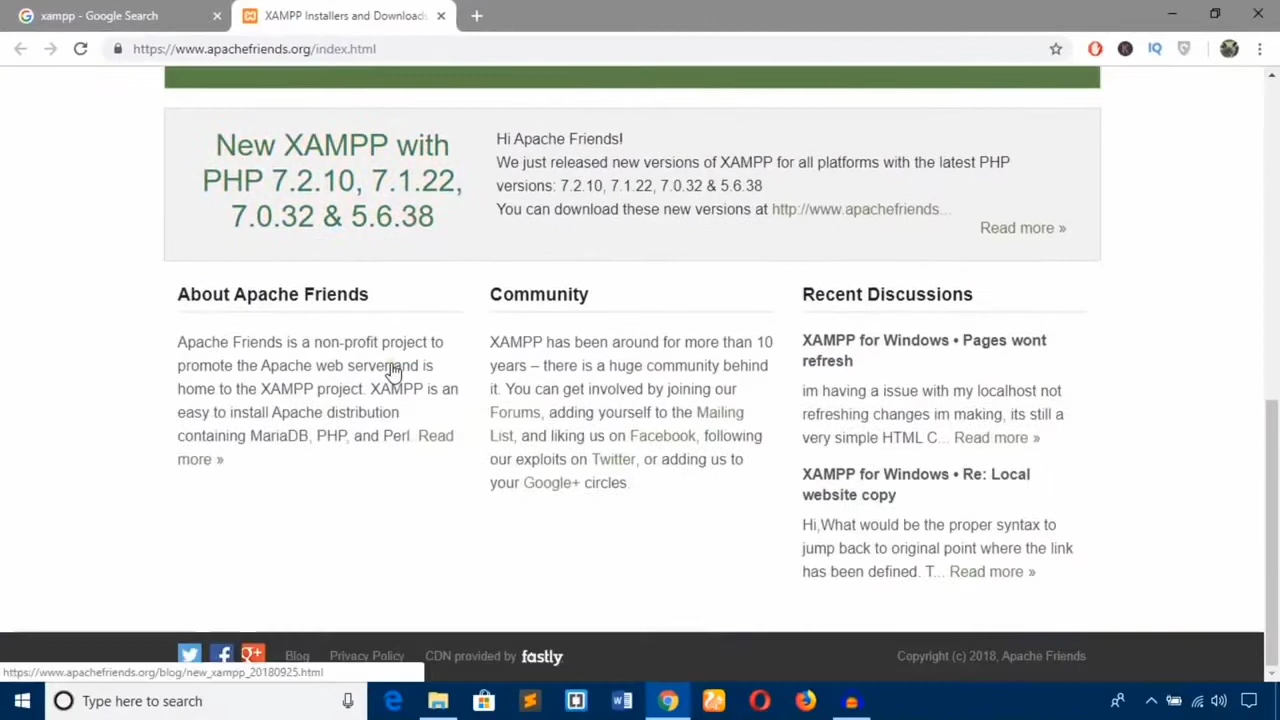 xampp - Google Search
XAMPP Installers and Downloads
https://www.apachefriends.org/index.html
New XAMPP with
PHP 7.2.10, 7.1.22,
7.0.32 & 5.6.38
Hi Apache Friends!
We just released new versions of XAMPP for all platforms with the latest PHP
versions: 7.2.10, 7.1.22, 7.0.32 & 5.6.38
You can download these new versions at http://www.apachefriends...
Read more »
About Apache Friends
Apache Friends is a non-profit project to
promote the Apache web server and is
home to the XAMPP project. XAMPP is an
easy to install Apache distribution
containing MariaDB, PHP, and Perl. Read
more »
Community
XAMPP has been around for more than 10
years – there is a huge community behind
it. You can get involved by joining our
Forums, adding yourself to the Mailing
List, and liking us on Facebook, following
our exploits on Twitter, or adding us to
your Google+ circles.
Recent Discussions
XAMPP for Windows • Pages wont
refresh
im having a issue with my localhost not
refreshing changes im making, its still a
very simple HTML C... Read more »
XAMPP for Windows • Re: Local
website copy
Hi,What would be the proper syntax to
jump back to original point where the link
has been defined. T... Read more »
Blog Privacy Policy CDN provided by fastly
Copyright (c) 2018, Apache Friends
https://www.apachefriends.org/blog/new_xampp_20180925.html
Type here to search